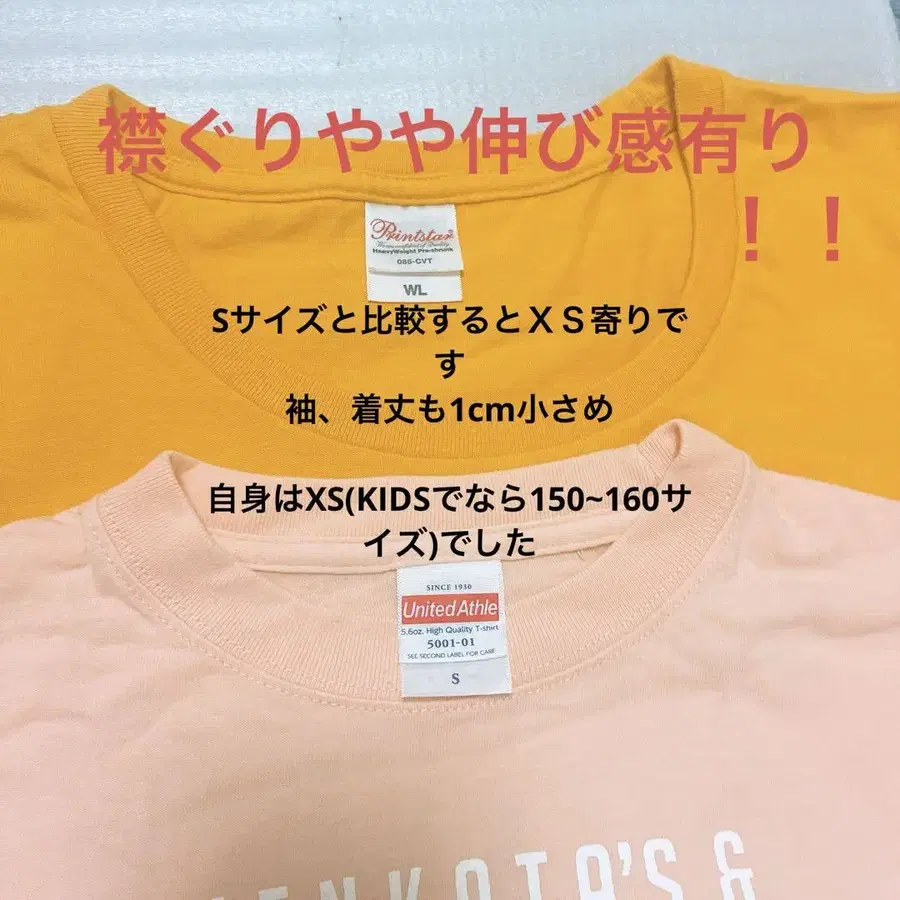 襟ぐりやや伸び感有り
！！
Printstar
HeavyWeight Pre-shrunk
085-CVT
WL
Sサイズと比較するとＸＳ寄りで
す
袖、着丈も1cm小さめ
自身はXS(KIDSでなら150~160サ
イズ)でした
SINCE 1930
United Athle
5.6oz. High Quality T-shirt
5001-01
SEE SECOND LABEL FOR CARE
S
ENKOTA'S &